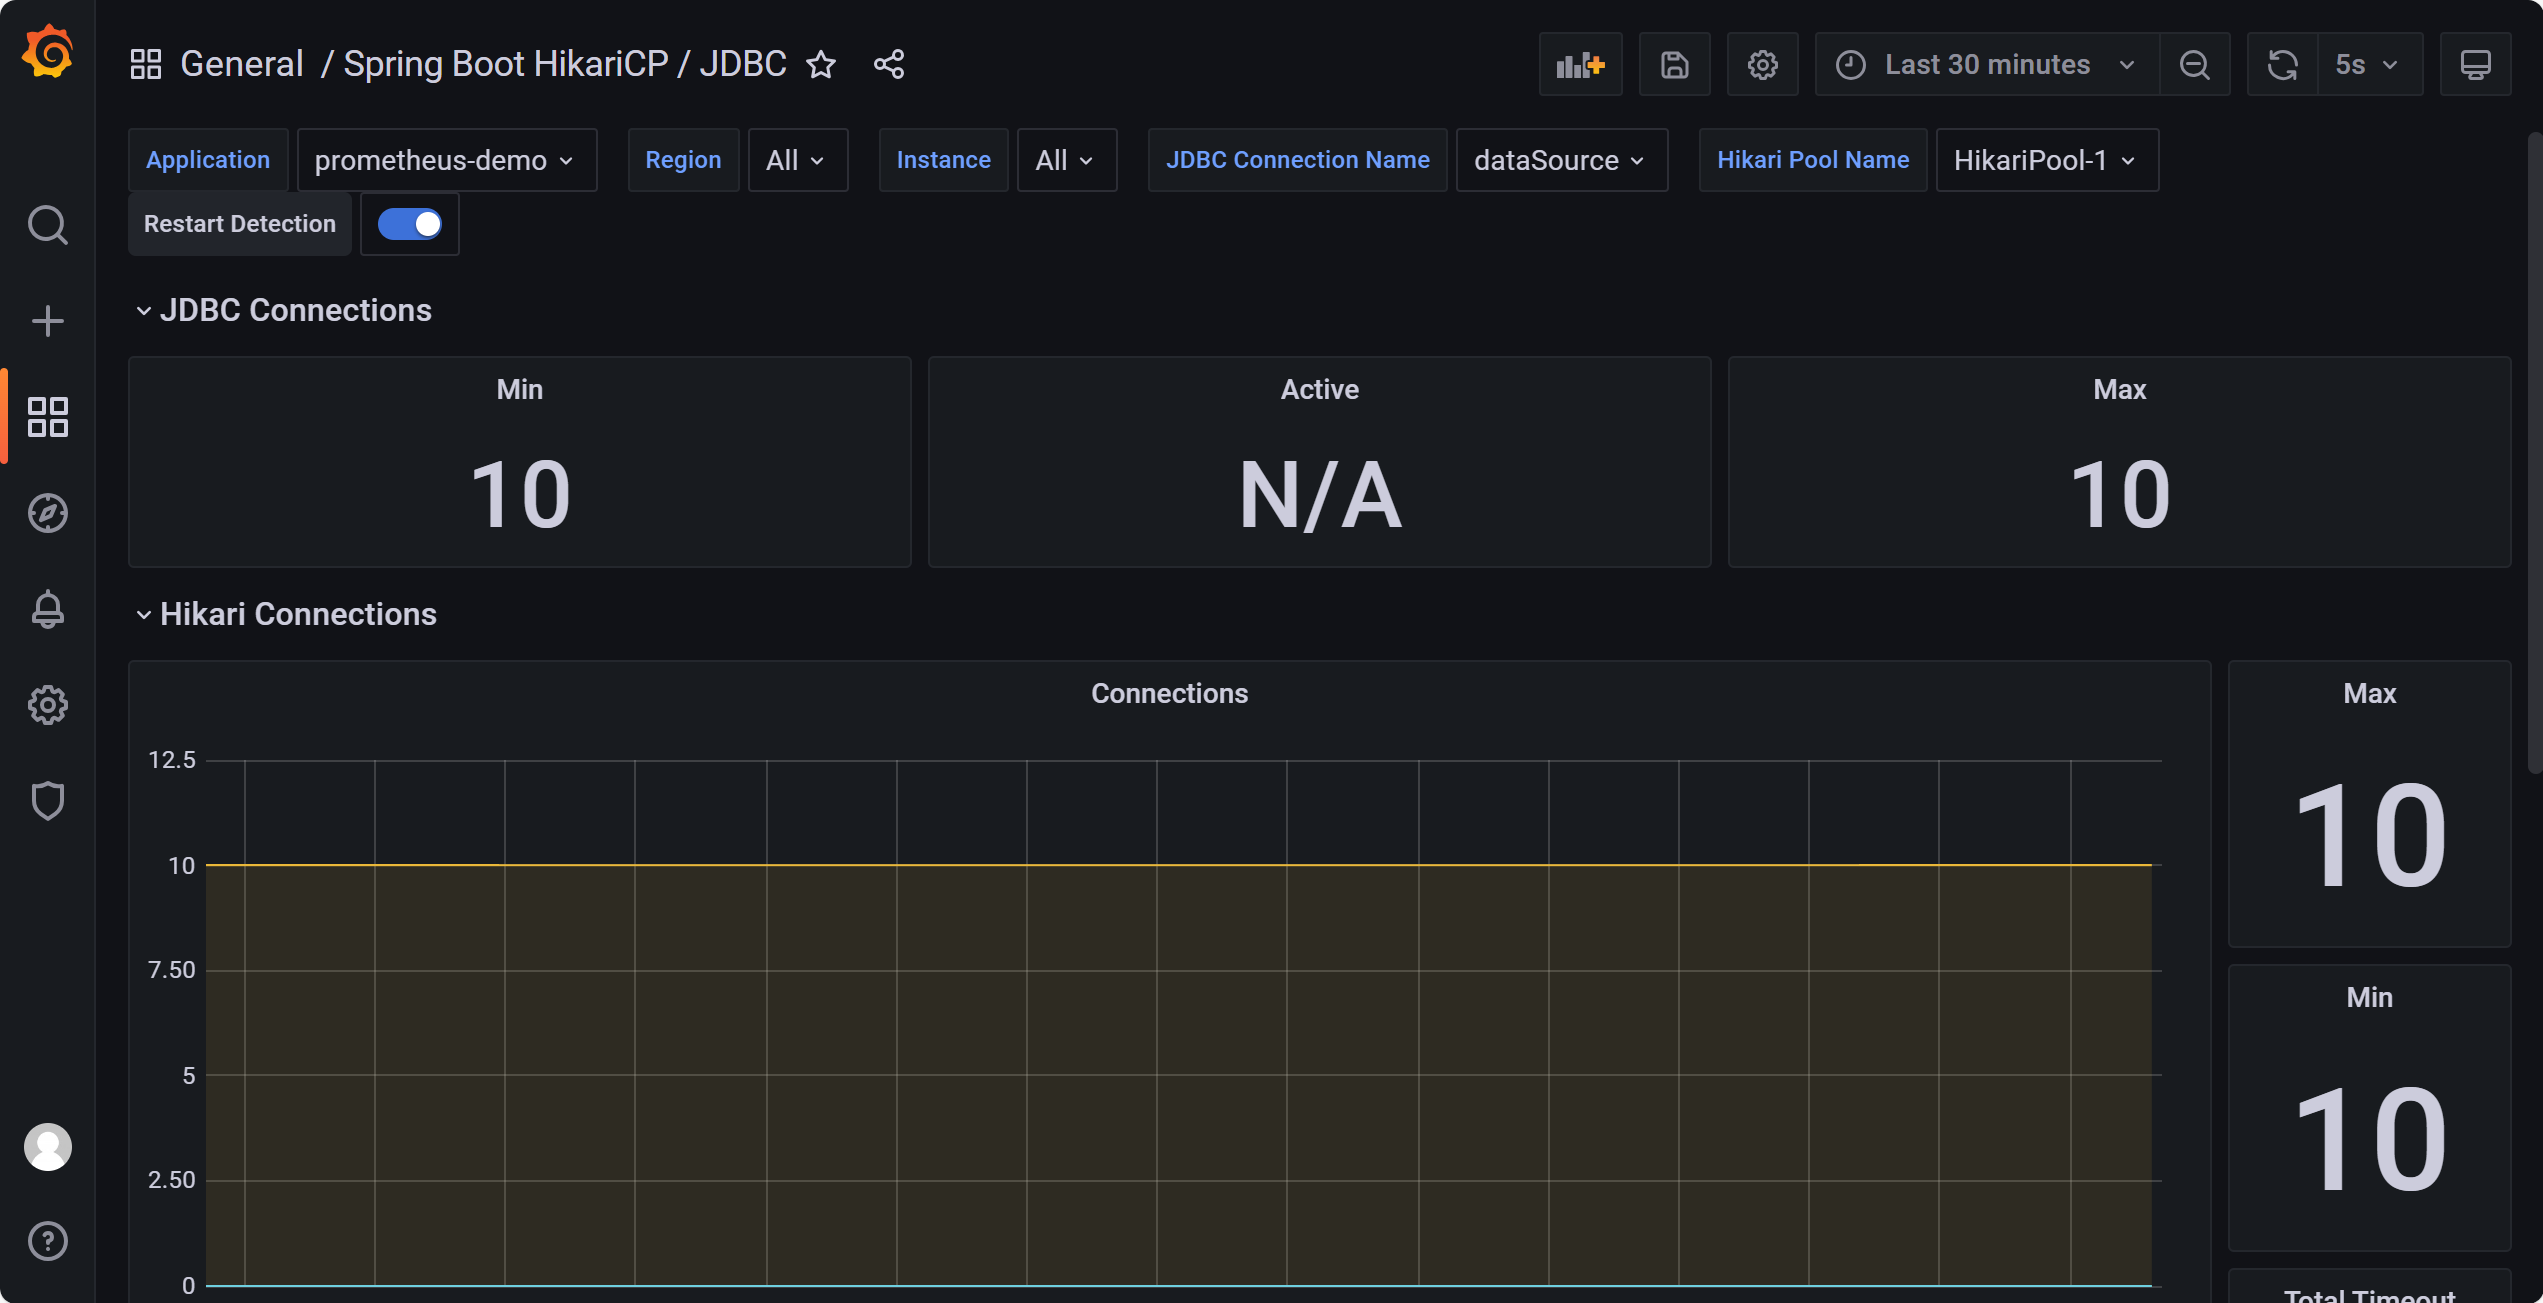 General / Spring Boot HikariCP / JDBC
Last 30 minutes
5s
Application
prometheus-demo
Region
All
Instance
All
JDBC Connection Name
dataSource
Hikari Pool Name
HikariPool-1
Restart Detection
JDBC Connections
Min
10
Active
N/A
Max
10
Hikari Connections
Connections
12.5
10
7.50
5
2.50
0
Max
10
Min
10
Total Timeout